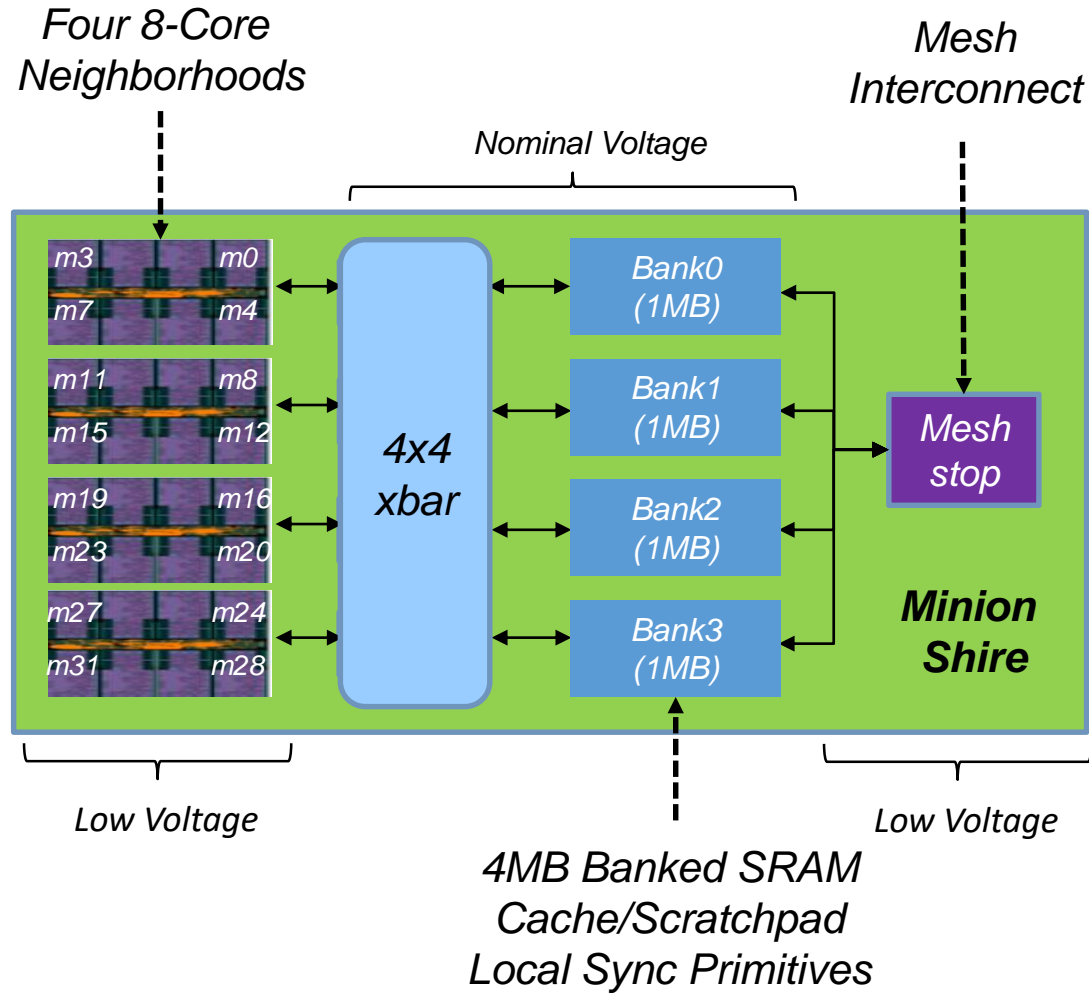 Four 8-Core
Neighborhoods
Mesh
Interconnect
Nominal Voltage
m3 m0
m7 m4
m11 m8
m15 m12
m19 m16
m23 m20
m27 m24
m31 m28
4x4
xbar
Bank0
(1MB)
Bank1
(1MB)
Bank2
(1MB)
Bank3
(1MB)
Mesh
stop
Minion
Shire
Low Voltage
Low Voltage
4MB Banked SRAM
Cache/Scratchpad
Local Sync Primitives